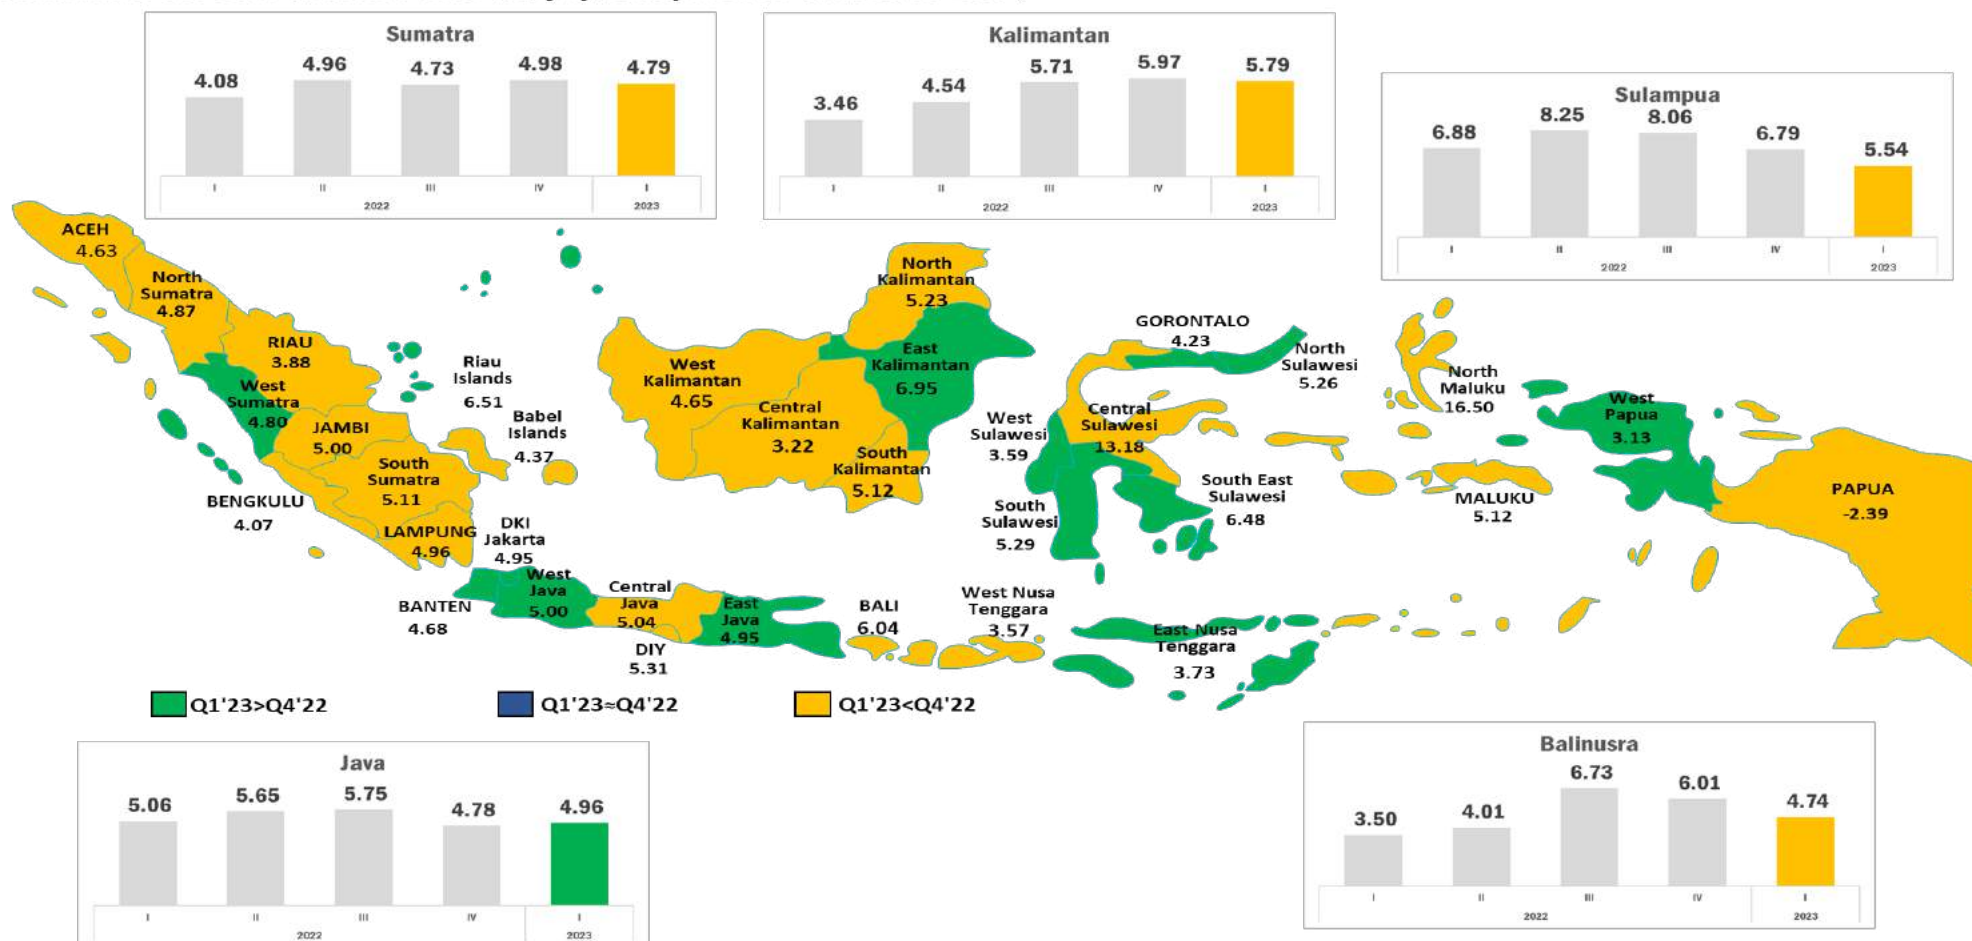 Sumatra
4.08
4.96
4.73
4.98
4.79
I
II
III
IV
I
2022
2023
Kalimantan
3.46
4.54
5.71
5.97
5.79
I
II
III
IV
I
2022
2023
Sulampua
6.88
8.25
8.06
6.79
5.54
I
II
III
IV
I
2022
2023
ACEH
4.63
North
Sumatra
4.87
RIAU
3.88
West
Sumatra
4.80
Riau
Islands
6.51
JAMBI
5.00
Babel
Islands
4.37
South
Sumatra
5.11
BENGKULU
4.07
LAMPUNG
4.96
DKI
Jakarta
4.95
BANTEN
4.68
West
Java
5.00
Central
Java
5.04
DIY
5.31
East
Java
4.95
BALI
6.04
West Nusa
Tenggara
3.57
East Nusa
Tenggara
3.73
North
Kalimantan
5.23
East
Kalimantan
6.95
West
Kalimantan
4.65
Central
Kalimantan
3.22
South
Kalimantan
5.12
GORONTALO
4.23
North
Sulawesi
5.26
West
Sulawesi
3.59
Central
Sulawesi
13.18
South
Sulawesi
5.29
South East
Sulawesi
6.48
North
Maluku
16.50
MALUKU
5.12
West
Papua
3.13
PAPUA
-2.39
Q1'23>Q4'22
Q1'23≈Q4'22
Q1'23<Q4'22
Java
5.06
5.65
5.75
4.78
4.96
I
II
III
IV
I
2022
2023
Balinusra
3.50
4.01
6.73
6.01
4.74
I
II
III
IV
I
2022
2023